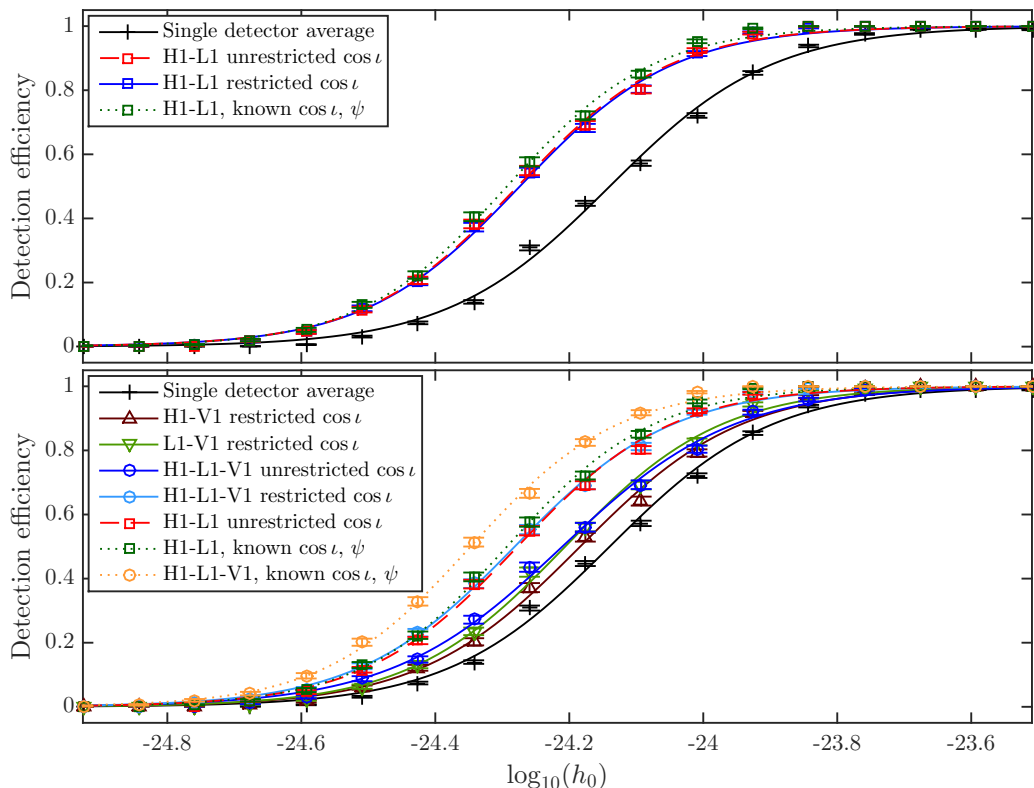 Detection efficiency
1
0.8
0.6
0.4
0.2
0
Single detector average
H1-L1 unrestricted cos ι
H1-L1 restricted cos ι
H1-L1, known cos ι, ψ
Detection efficiency
1
0.8
0.6
0.4
0.2
0
Single detector average
H1-V1 restricted cos ι
L1-V1 restricted cos ι
H1-L1-V1 unrestricted cos ι
H1-L1-V1 restricted cos ι
H1-L1 unrestricted cos ι
H1-L1, known cos ι, ψ
H1-L1-V1, known cos ι, ψ
-24.8 -24.6 -24.4 -24.2 -24 -23.8 -23.6
log₁₀(h₀)